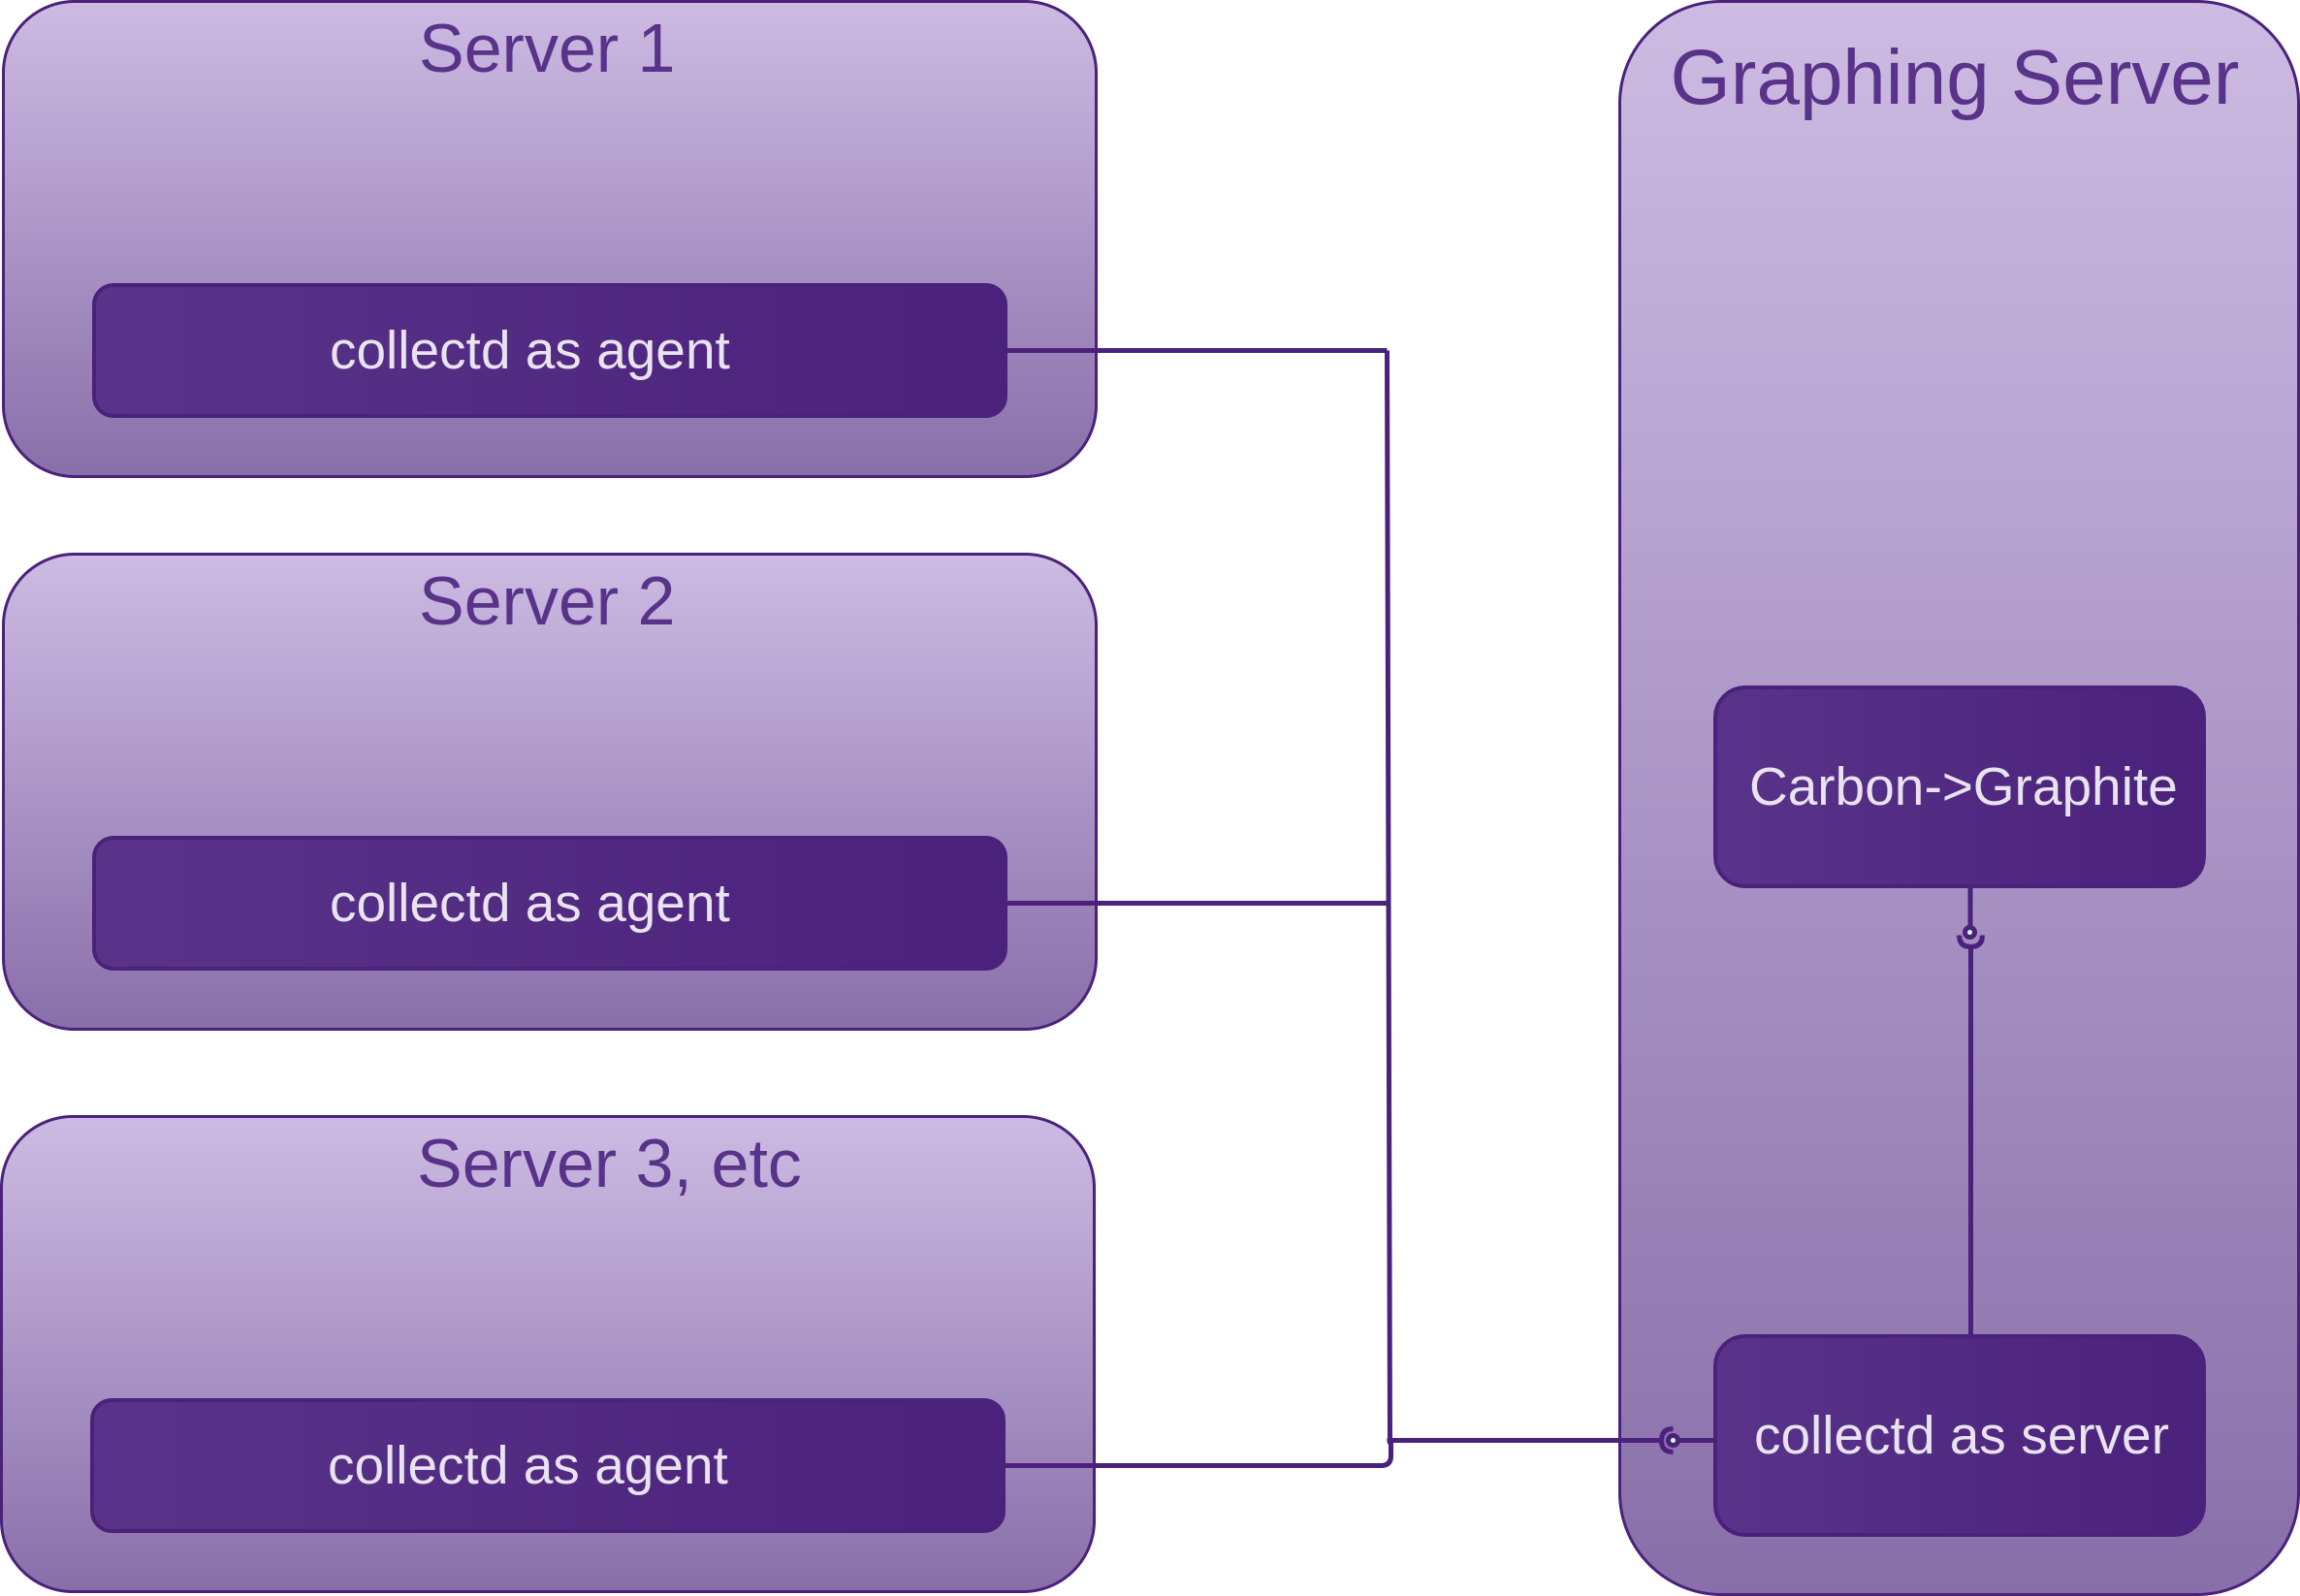 Server 1
collectd as agent
Server 2
collectd as agent
Server 3, etc
collectd as agent
Graphing Server
Carbon->Graphite
collectd as server